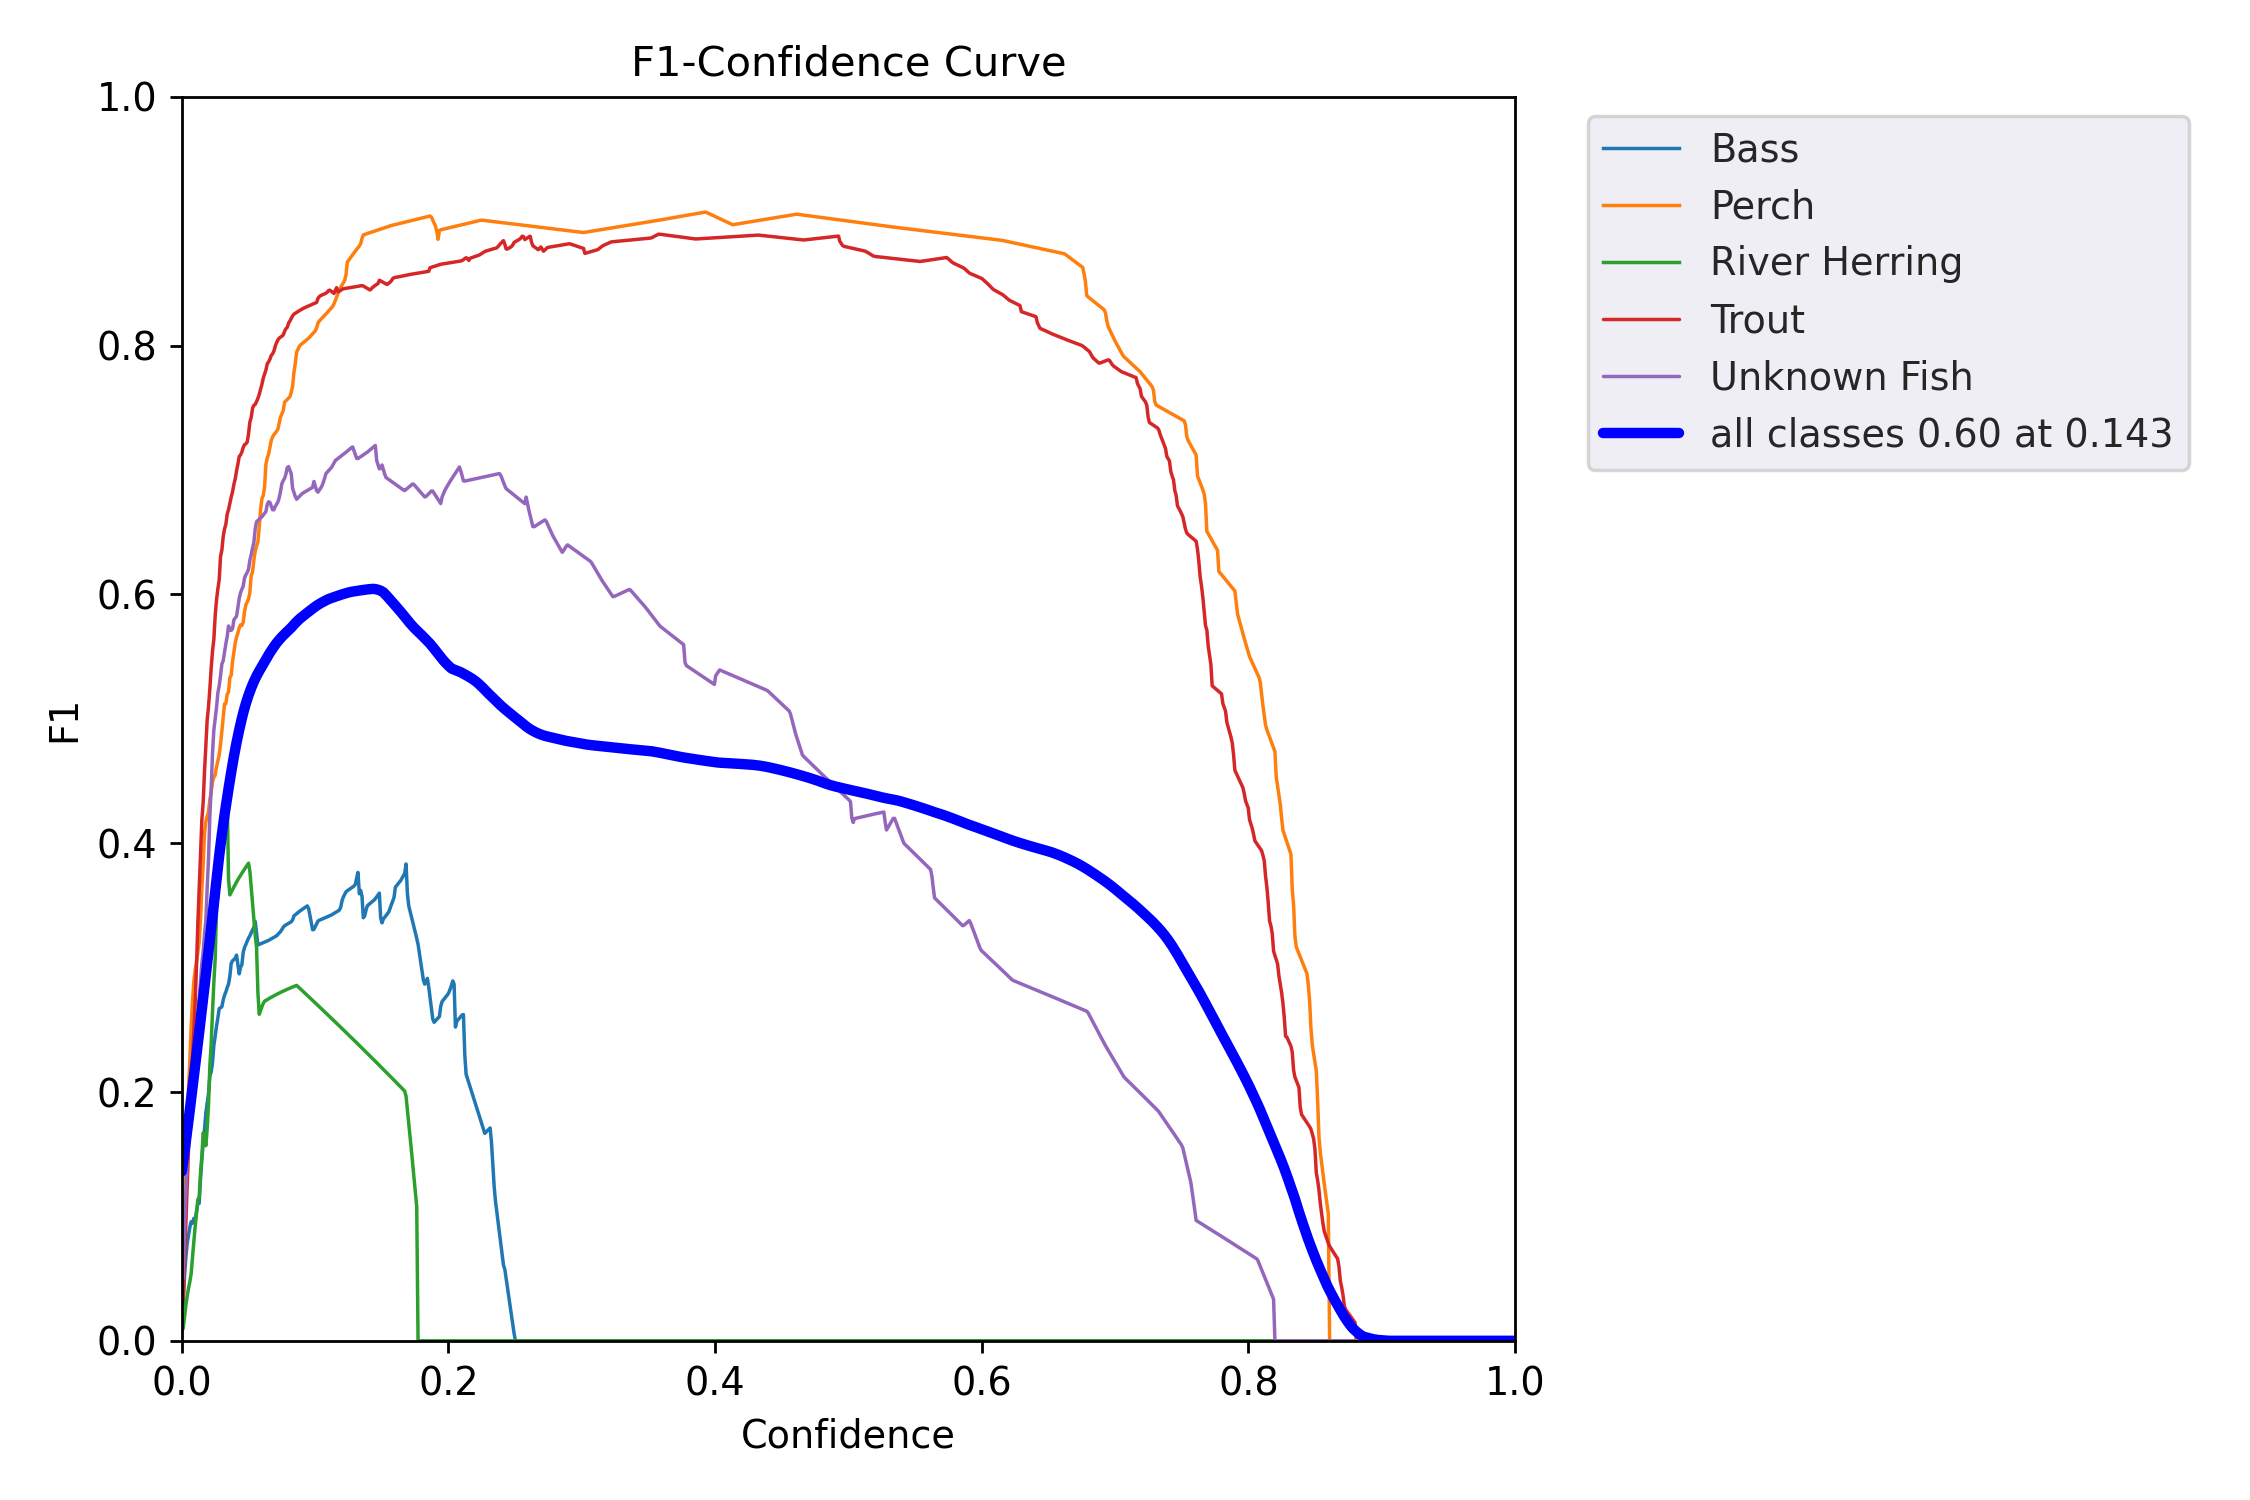 F1-Confidence Curve
1.0
0.8
0.6
0.4
0.2
0.0
F1
0.0 0.2 0.4 0.6 0.8 1.0
Confidence
Bass
Perch
River Herring
Trout
Unknown Fish
all classes 0.60 at 0.143